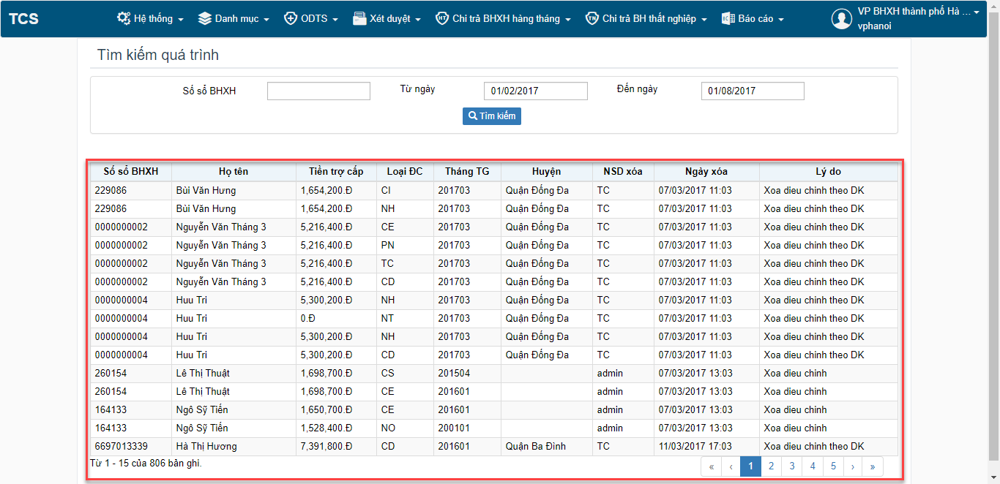 TCS Hệ thống Danh mục ODTS Xét duyệt Chi trả BHXH hàng tháng Chi trả BH thất nghiệp Báo cáo VP BHXH thành phố Hà ...
vphanoi
Tìm kiếm quá trình
Số sổ BHXH Từ ngày 01/02/2017 Đến ngày 01/08/2017
Tìm kiếm
Số sổ BHXH Họ tên Tiền trợ cấp Loại ĐC Tháng TG Huyện NSD xóa Ngày xóa Lý do
229086 Bùi Văn Hưng 1,654,200.Đ CI 201703 Quận Đống Đa TC 07/03/2017 11:03 Xoa dieu chinh theo DK
229086 Bùi Văn Hưng 1,654,200.Đ NH 201703 Quận Đống Đa TC 07/03/2017 11:03 Xoa dieu chinh theo DK
0000000002 Nguyễn Văn Tháng 3 5,216,400.Đ CE 201703 Quận Đống Đa TC 07/03/2017 11:03 Xoa dieu chinh theo DK
0000000002 Nguyễn Văn Tháng 3 5,216,400.Đ PN 201703 Quận Đống Đa TC 07/03/2017 11:03 Xoa dieu chinh theo DK
0000000002 Nguyễn Văn Tháng 3 5,216,400.Đ TC 201703 Quận Đống Đa TC 07/03/2017 11:03 Xoa dieu chinh theo DK
0000000002 Nguyễn Văn Tháng 3 5,216,400.Đ CD 201703 Quận Đống Đa TC 07/03/2017 11:03 Xoa dieu chinh theo DK
0000000004 Huu Tri 5,300,200.Đ NH 201703 Quận Đống Đa TC 07/03/2017 11:03 Xoa dieu chinh theo DK
0000000004 Huu Tri 0.Đ NT 201703 Quận Đống Đa TC 07/03/2017 11:03 Xoa dieu chinh theo DK
0000000004 Huu Tri 5,300,200.Đ NH 201703 Quận Đống Đa TC 07/03/2017 11:03 Xoa dieu chinh theo DK
0000000004 Huu Tri 5,300,200.Đ CD 201703 Quận Đống Đa TC 07/03/2017 11:03 Xoa dieu chinh theo DK
260154 Lê Thị Thuật 1,698,700.Đ CS 201504 admin 07/03/2017 13:03 Xoa dieu chinh
260154 Lê Thị Thuật 1,698,700.Đ CE 201601 admin 07/03/2017 13:03 Xoa dieu chinh
164133 Ngô Sỹ Tiến 1,650,700.Đ CE 201601 admin 07/03/2017 13:03 Xoa dieu chinh
164133 Ngô Sỹ Tiến 1,528,400.Đ NO 200101 admin 07/03/2017 13:03 Xoa dieu chinh
6697013339 Hà Thị Hương 7,391,800.Đ CD 201601 Quận Ba Đình TC 11/03/2017 17:03 Xoa dieu chinh theo DK
Từ 1 - 15 của 806 bản ghi. « ‹ 1 2 3 4 5 › »